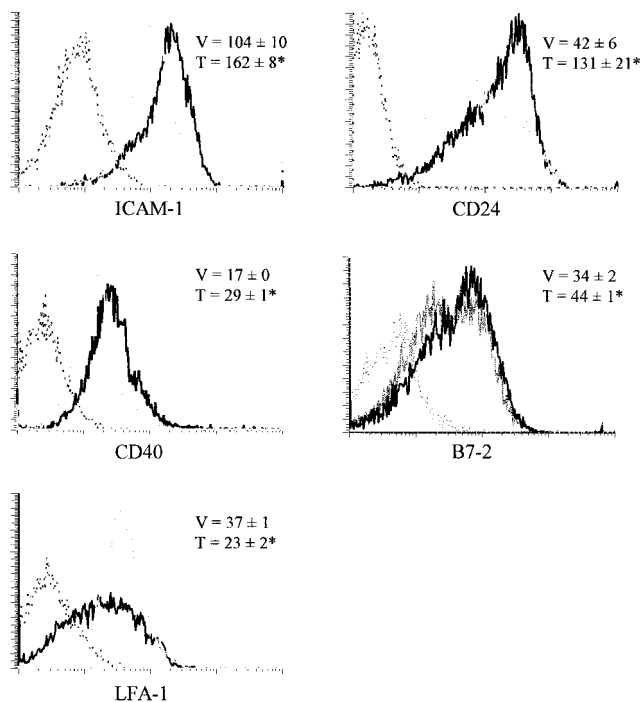 V = 104 ± 10
T = 162 ± 8*
ICAM-1
V = 42 ± 6
T = 131 ± 21*
CD24
V = 17 ± 0
T = 29 ± 1*
CD40
V = 34 ± 2
T = 44 ± 1*
B7-2
V = 37 ± 1
T = 23 ± 2*
LFA-1